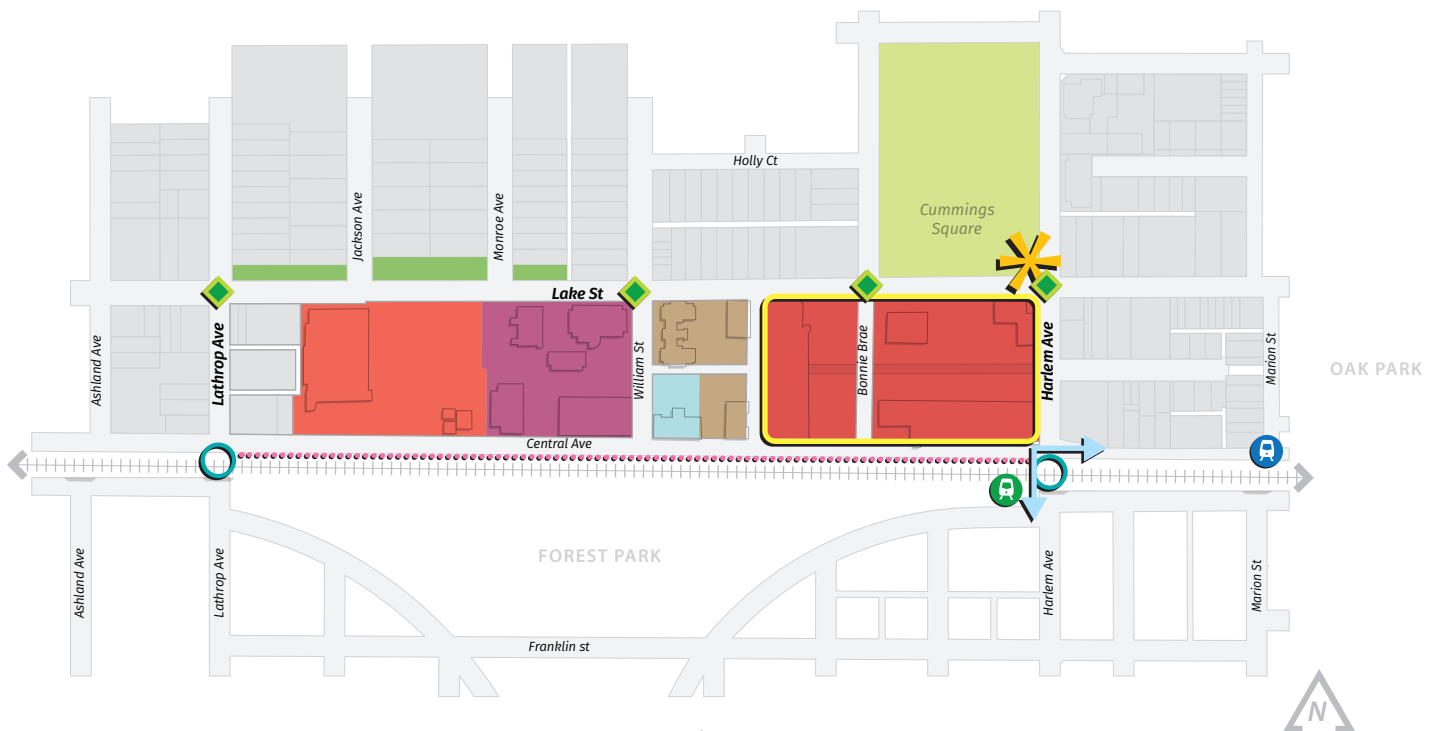 Holly Ct
Cummings
Square
Jackson Ave
Monroe Ave
Lake St
Ashland Ave
Lathrop Ave
William St
Bonnie Brae
Harlem Ave
Marion St
OAK PARK
Central Ave
FOREST PARK
Ashland Ave
Lathrop Ave
Harlem Ave
Marion St
Franklin st
N